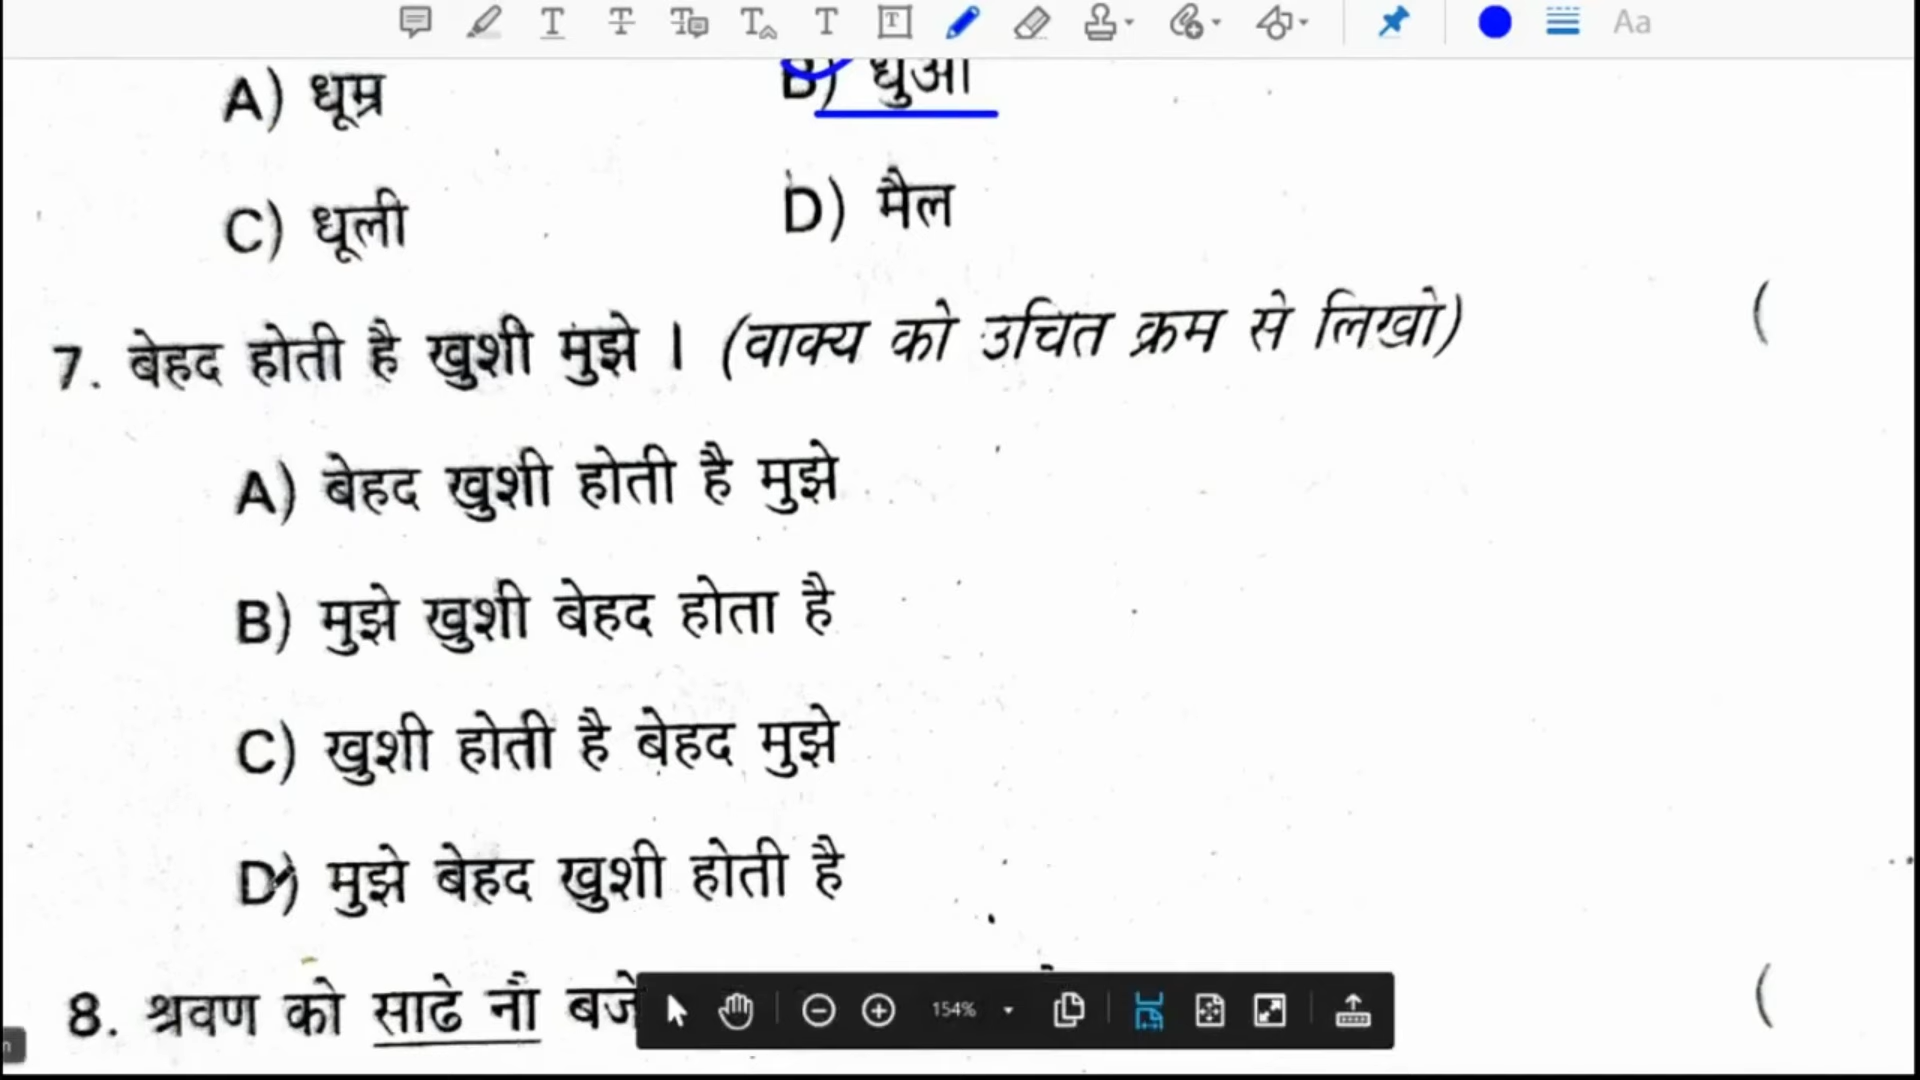 A) धूम्र B) धुआँ
C) धूली D) मैल
7. बेहद होती है खुशी मुझे । (वाक्य को उचित क्रम से लिखो) (
A) बेहद खुशी होती है मुझे
B) मुझे खुशी बेहद होता है
C) खुशी होती है बेहद मुझे
D) मुझे बेहद खुशी होती है
8. श्रवण को साढे नौ बजे (
154%
Aa